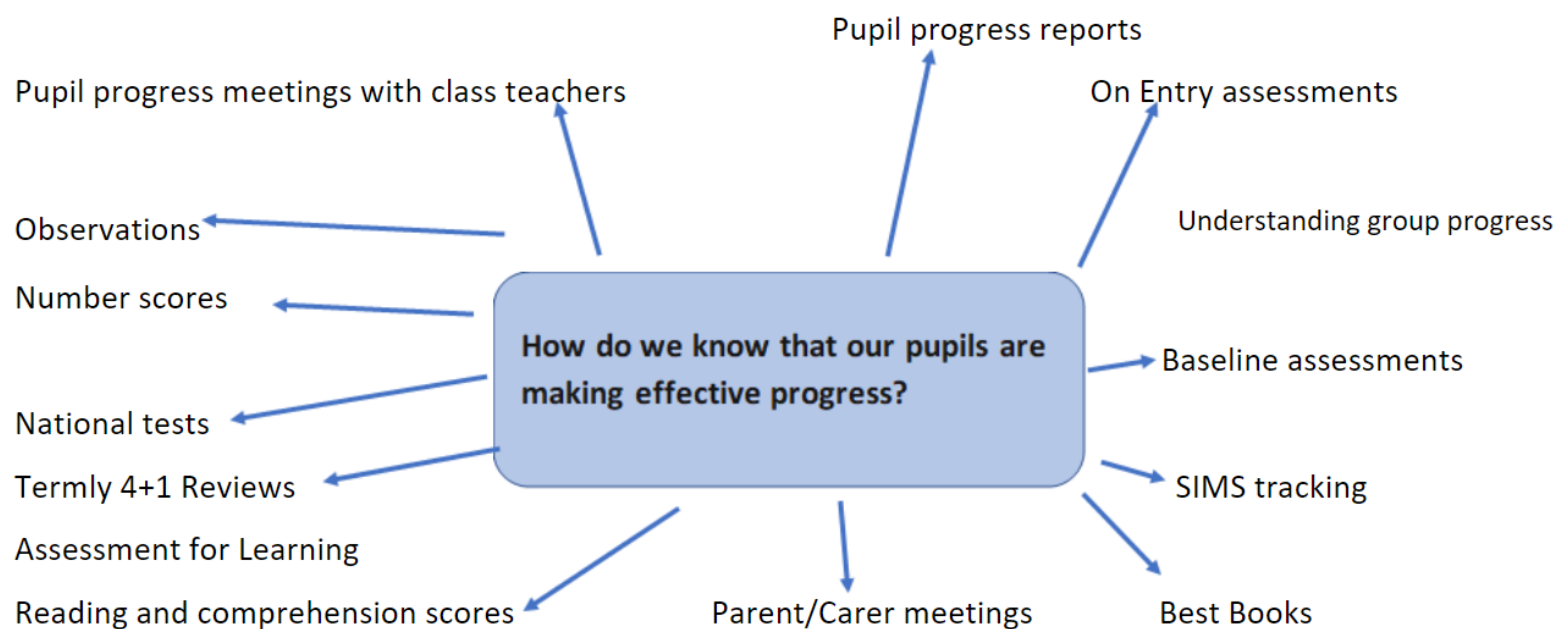 Pupil progress reports
Pupil progress meetings with class teachers
On Entry assessments
Observations
Understanding group progress
Number scores
How do we know that our pupils are
making effective progress?
Baseline assessments
National tests
Termly 4+1 Reviews
SIMS tracking
Assessment for Learning
Reading and comprehension scores
Parent/Carer meetings
Best Books